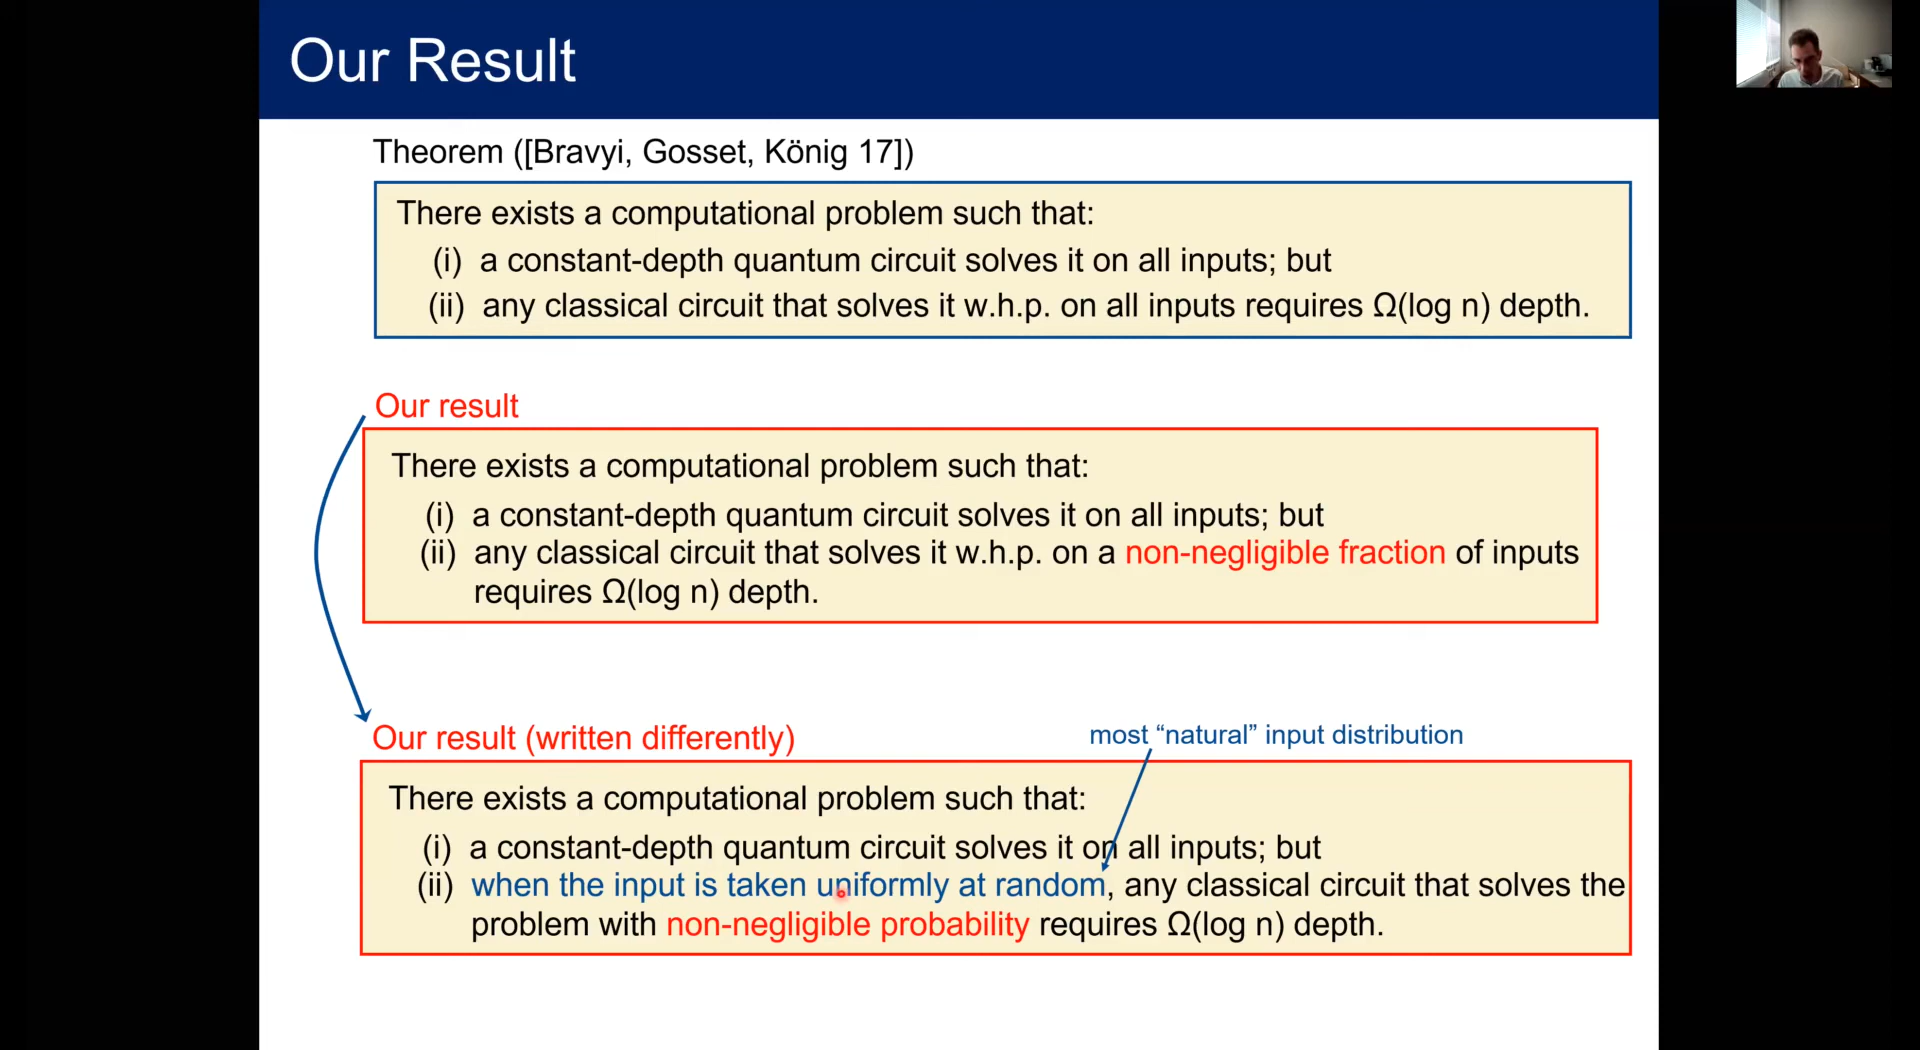 Our Result
Theorem ([Bravyi, Gosset, König 17])
There exists a computational problem such that:
(i) a constant-depth quantum circuit solves it on all inputs; but
(ii) any classical circuit that solves it w.h.p. on all inputs requires Ω(log n) depth.
Our result
There exists a computational problem such that:
(i) a constant-depth quantum circuit solves it on all inputs; but
(ii) any classical circuit that solves it w.h.p. on a non-negligible fraction of inputs
requires Ω(log n) depth.
Our result (written differently)
most “natural” input distribution
There exists a computational problem such that:
(i) a constant-depth quantum circuit solves it on all inputs; but
(ii) when the input is taken uniformly at random, any classical circuit that solves the
problem with non-negligible probability requires Ω(log n) depth.